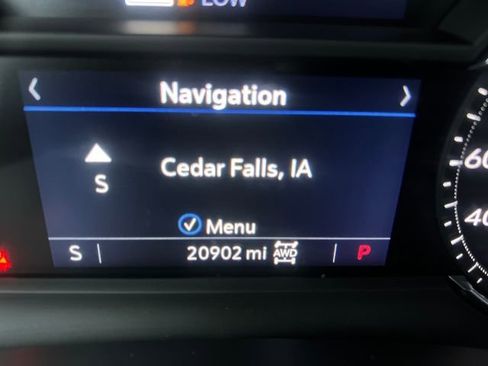 LOW
Navigation
Cedar Falls, IA
S
Menu
S 20902 mi AWD P
60
40